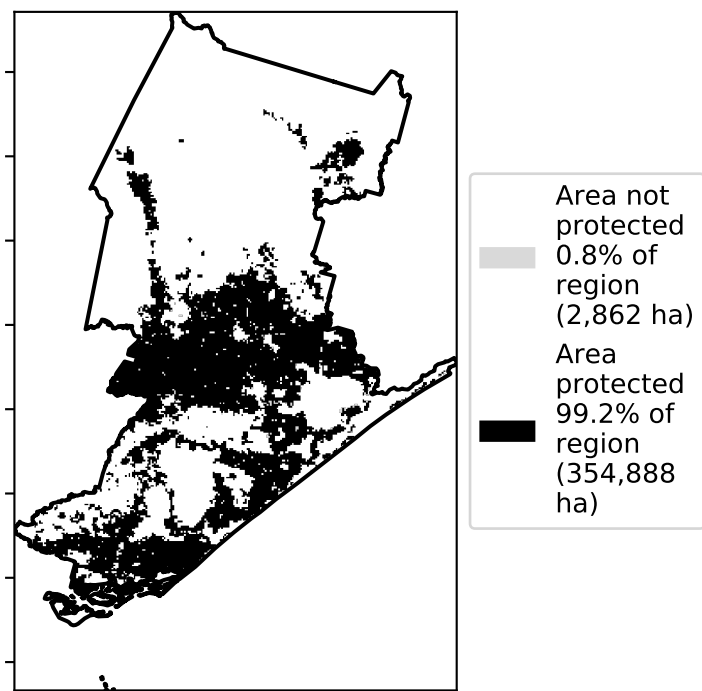 Area not
protected
0.8% of
region
(2,862 ha)
Area
protected
99.2% of
region
(354,888
ha)